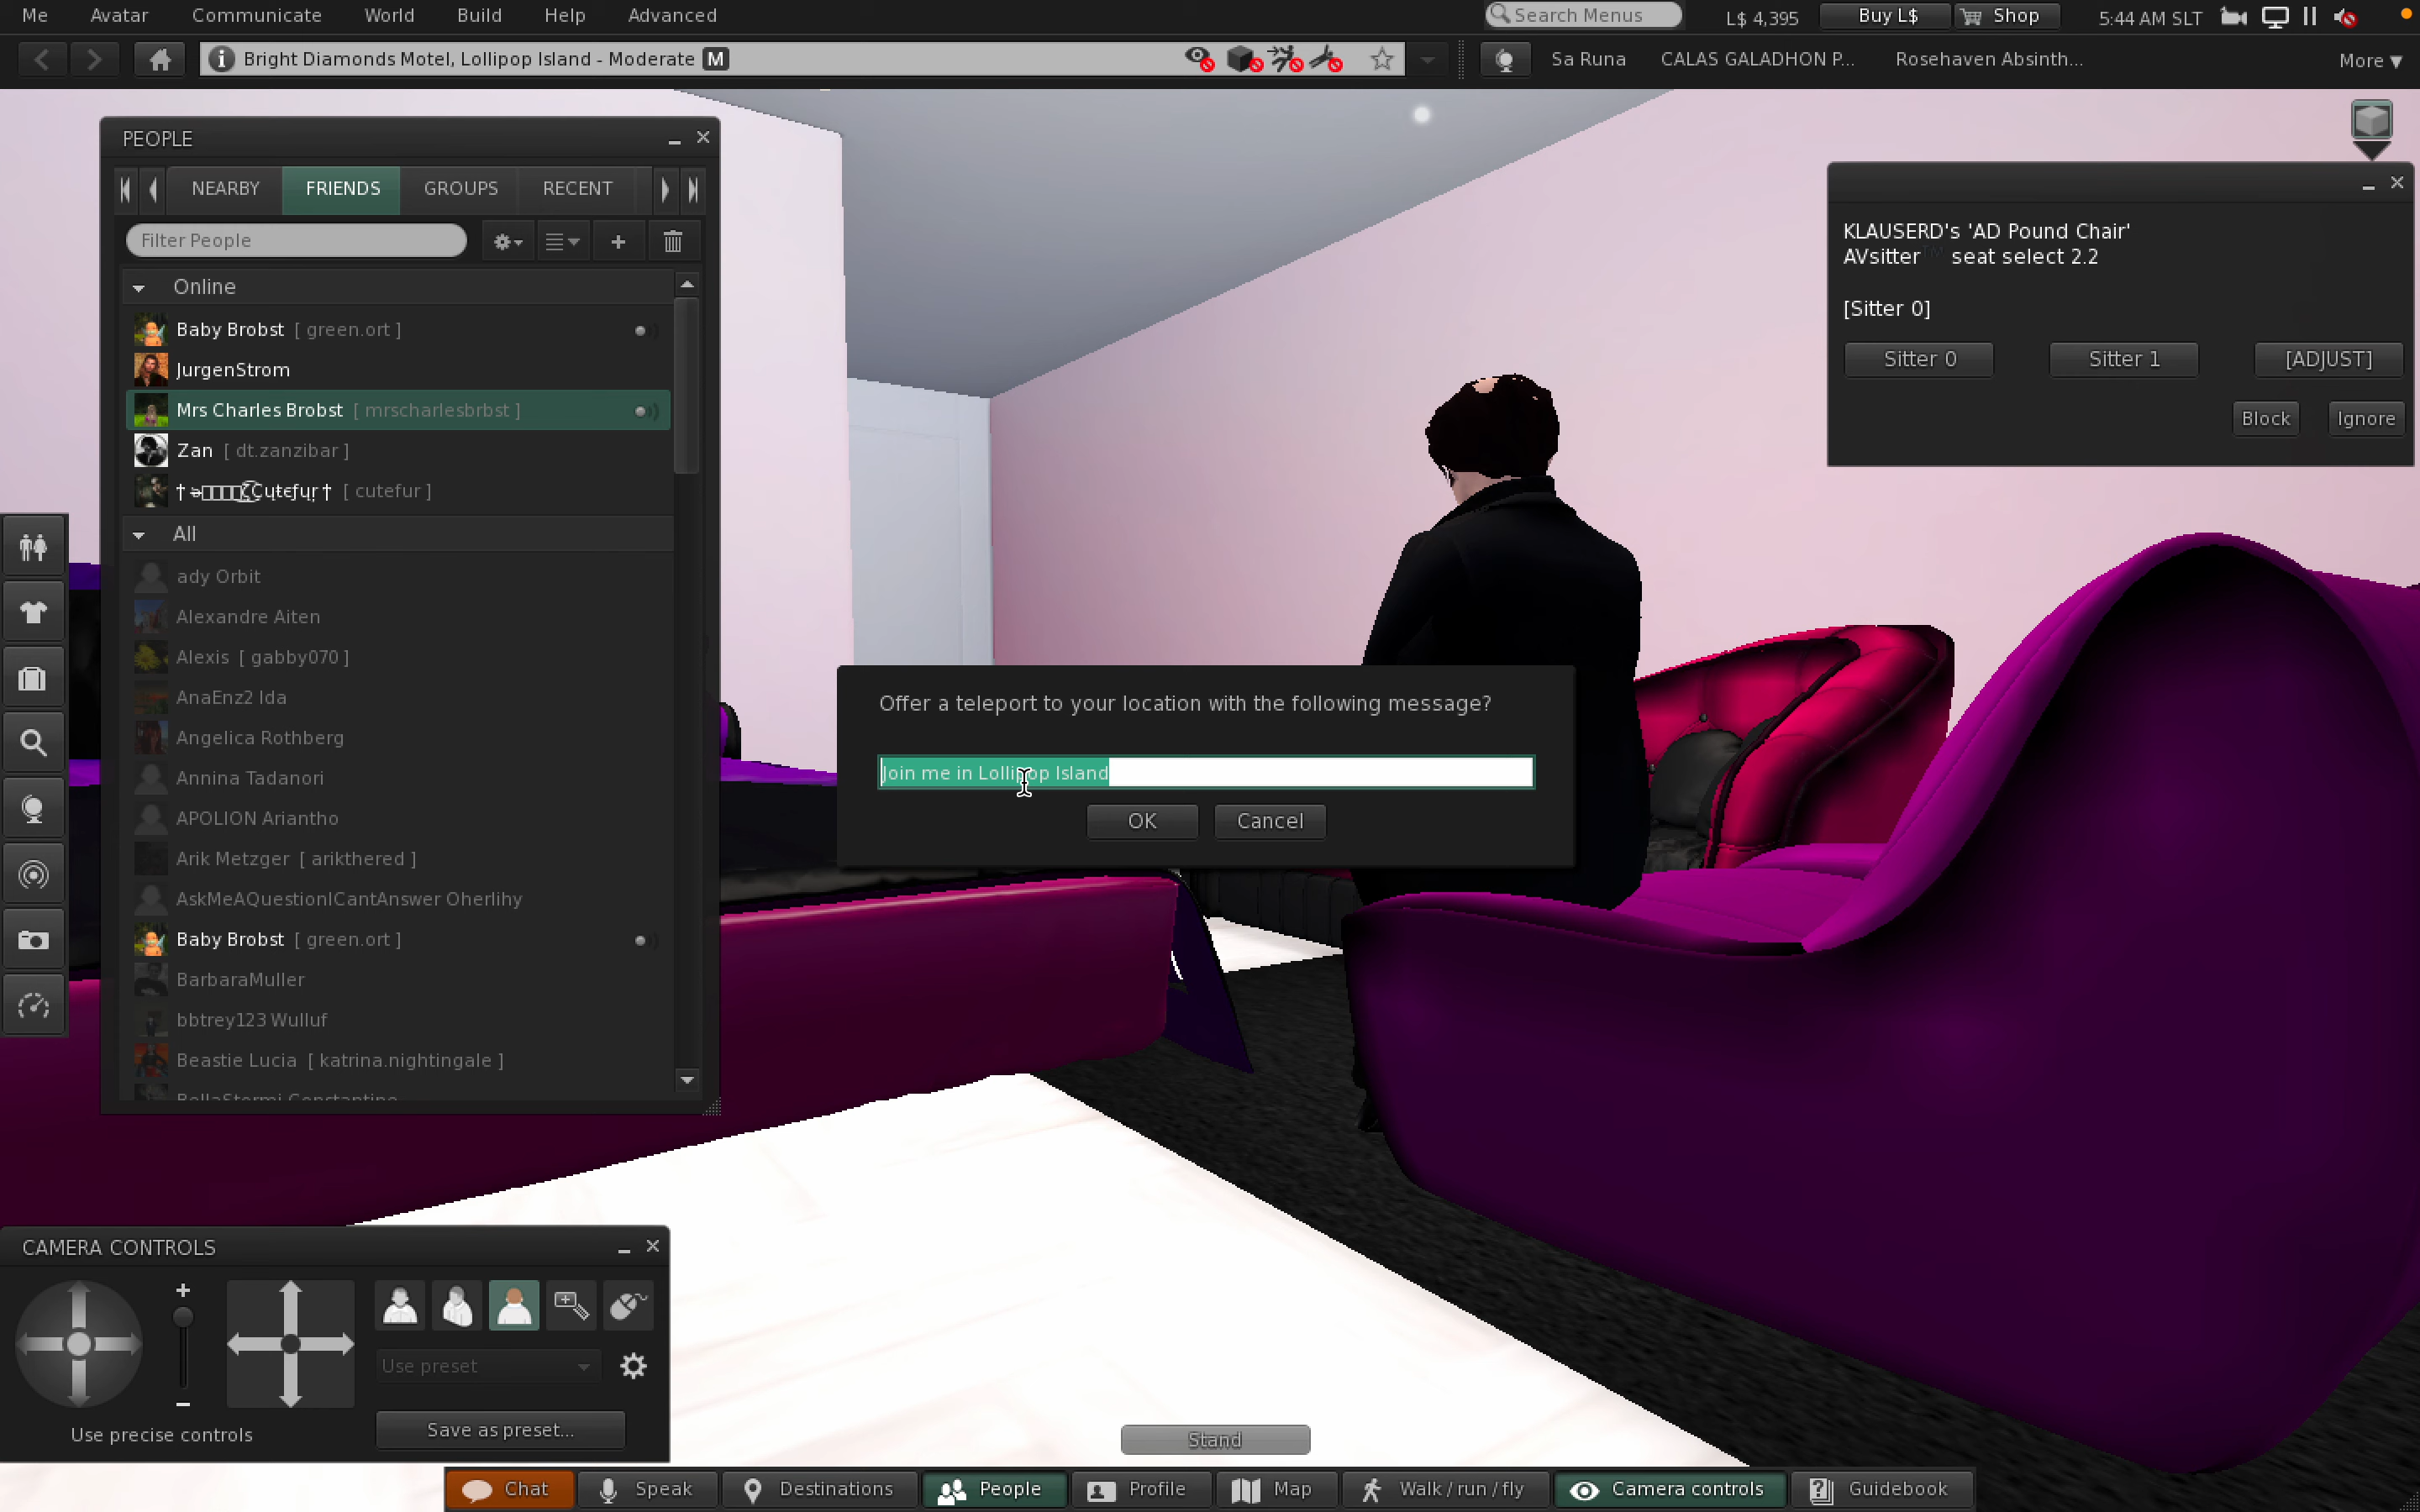 Me Avatar Communicate World Build Help Advanced
Search Menus
L$ 4,395
Buy L$
Shop
5:44 AM SLT
Bright Diamonds Motel, Lollipop Island - Moderate M
Sa Runa
CALAS GALADHON P...
Rosehaven Absinth...
More ▼
PEOPLE
NEARBY FRIENDS GROUPS RECENT
Filter People
Online
Baby Brobst [ green.ort ]
JurgenStrom
Mrs Charles Brobst [ mrscharlesbrbst ]
Zan [ dt.zanzibar ]
[ cutefur ]
All
ady Orbit
Alexandre Aiten
Alexis [ gabby070 ]
AnaEnz2 Ida
Angelica Rothberg
Annina Tadanori
APOLION Ariantho
Arik Metzger [ arikthered ]
AskMeAQuestionICantAnswer Oherlihy
Baby Brobst [ green.ort ]
BarbaraMuller
bbtrey123 Wulluf
Beastie Lucia [ katrina.nightingale ]
KLAUSERD's 'AD Pound Chair'
AVsitter™ seat select 2.2
[Sitter 0]
Sitter 0
Sitter 1
[ADJUST]
Block
Ignore
Offer a teleport to your location with the following message?
Join me in Lollipop Island
OK
Cancel
CAMERA CONTROLS
Use preset
Use precise controls
Save as preset...
Stand
Chat
Speak
Destinations
People
Profile
Map
Walk / run / fly
Camera controls
Guidebook